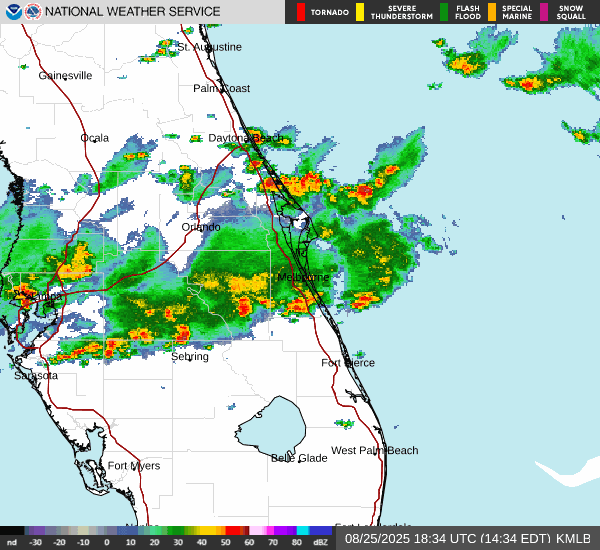 NATIONAL WEATHER SERVICE
TORNADO
SEVERE THUNDERSTORM
FLASH FLOOD
SPECIAL MARINE
SNOW SQUALL
St. Augustine
Gainesville
Palm Coast
Ocala
Daytona Beach
Orlando
Melbourne
Tampa
Sebring
Fort Pierce
Sarasota
West Palm Beach
Belle Glade
Fort Myers
Fort Lauderdale
nd -30 -20 -10 0 10 20 30 40 50 60 70 80 dBZ
08/25/2025 18:34 UTC (14:34 EDT) KMLB